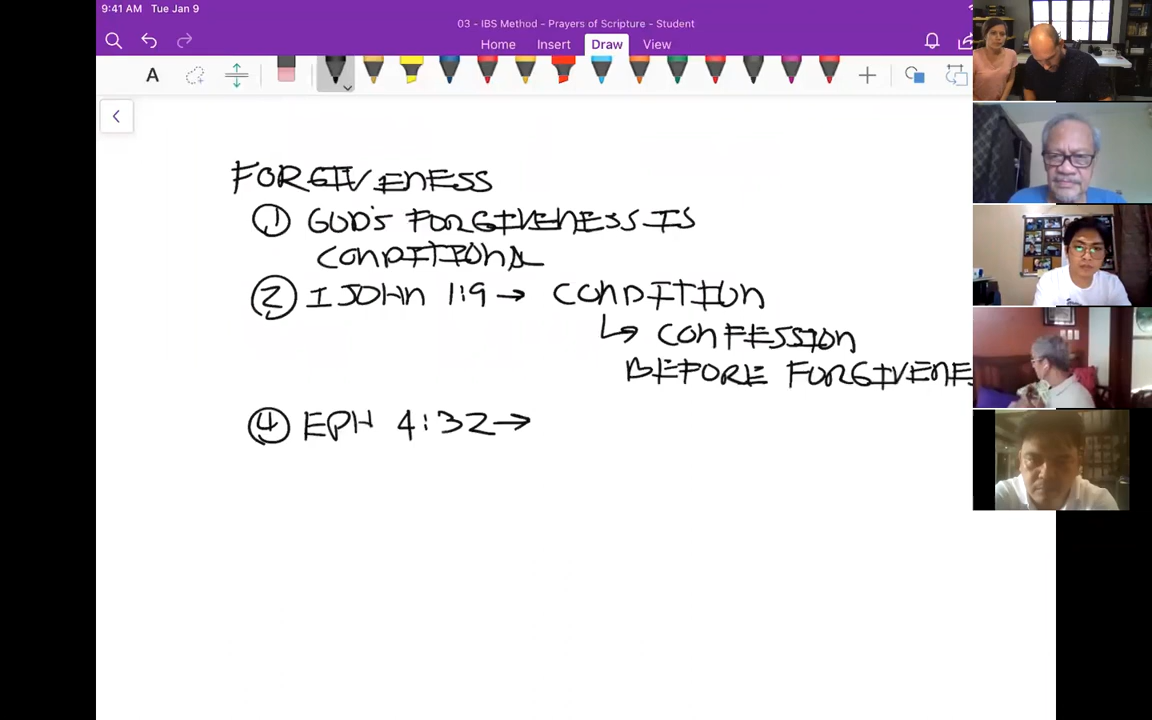 9:41 AM Tue Jan 9
03 - IBS Method - Prayers of Scripture - Student
Home Insert Draw View
A
FORGIVENESS
① GOD'S FORGIVENESS IS
CONDITIONAL
② I JOHN 1:9 → CONDITION
↳ CONFESSION
BEFORE FORGIVENE
④ EPH 4:32 →